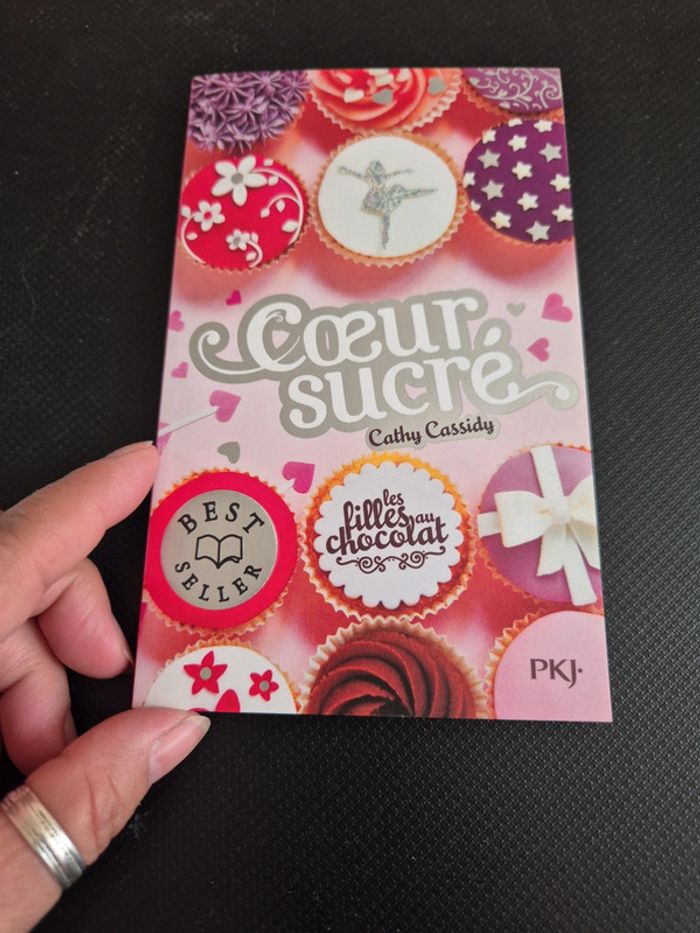 Cœur
sucré
Cathy Cassidy
BEST
SELLER
les
filles au
chocolat
PKJ.